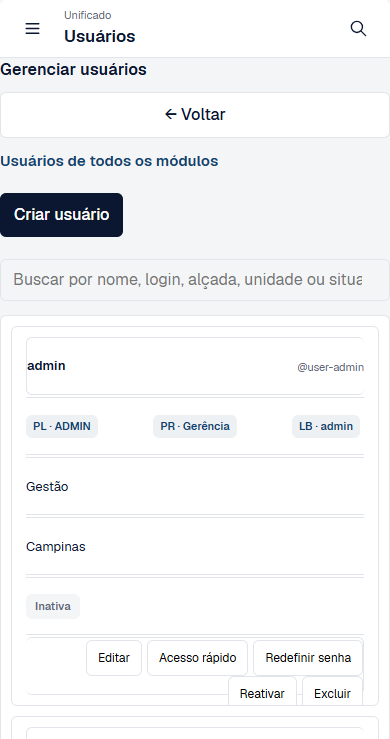 Unificado
Usuários
Gerenciar usuários
← Voltar
Usuários de todos os módulos
Criar usuário
Buscar por nome, login, alçada, unidade ou situa
admin @user-admin
PL · ADMIN PR · Gerência LB · admin
Gestão
Campinas
Inativa
Editar Acesso rápido Redefinir senha
Reativar Excluir